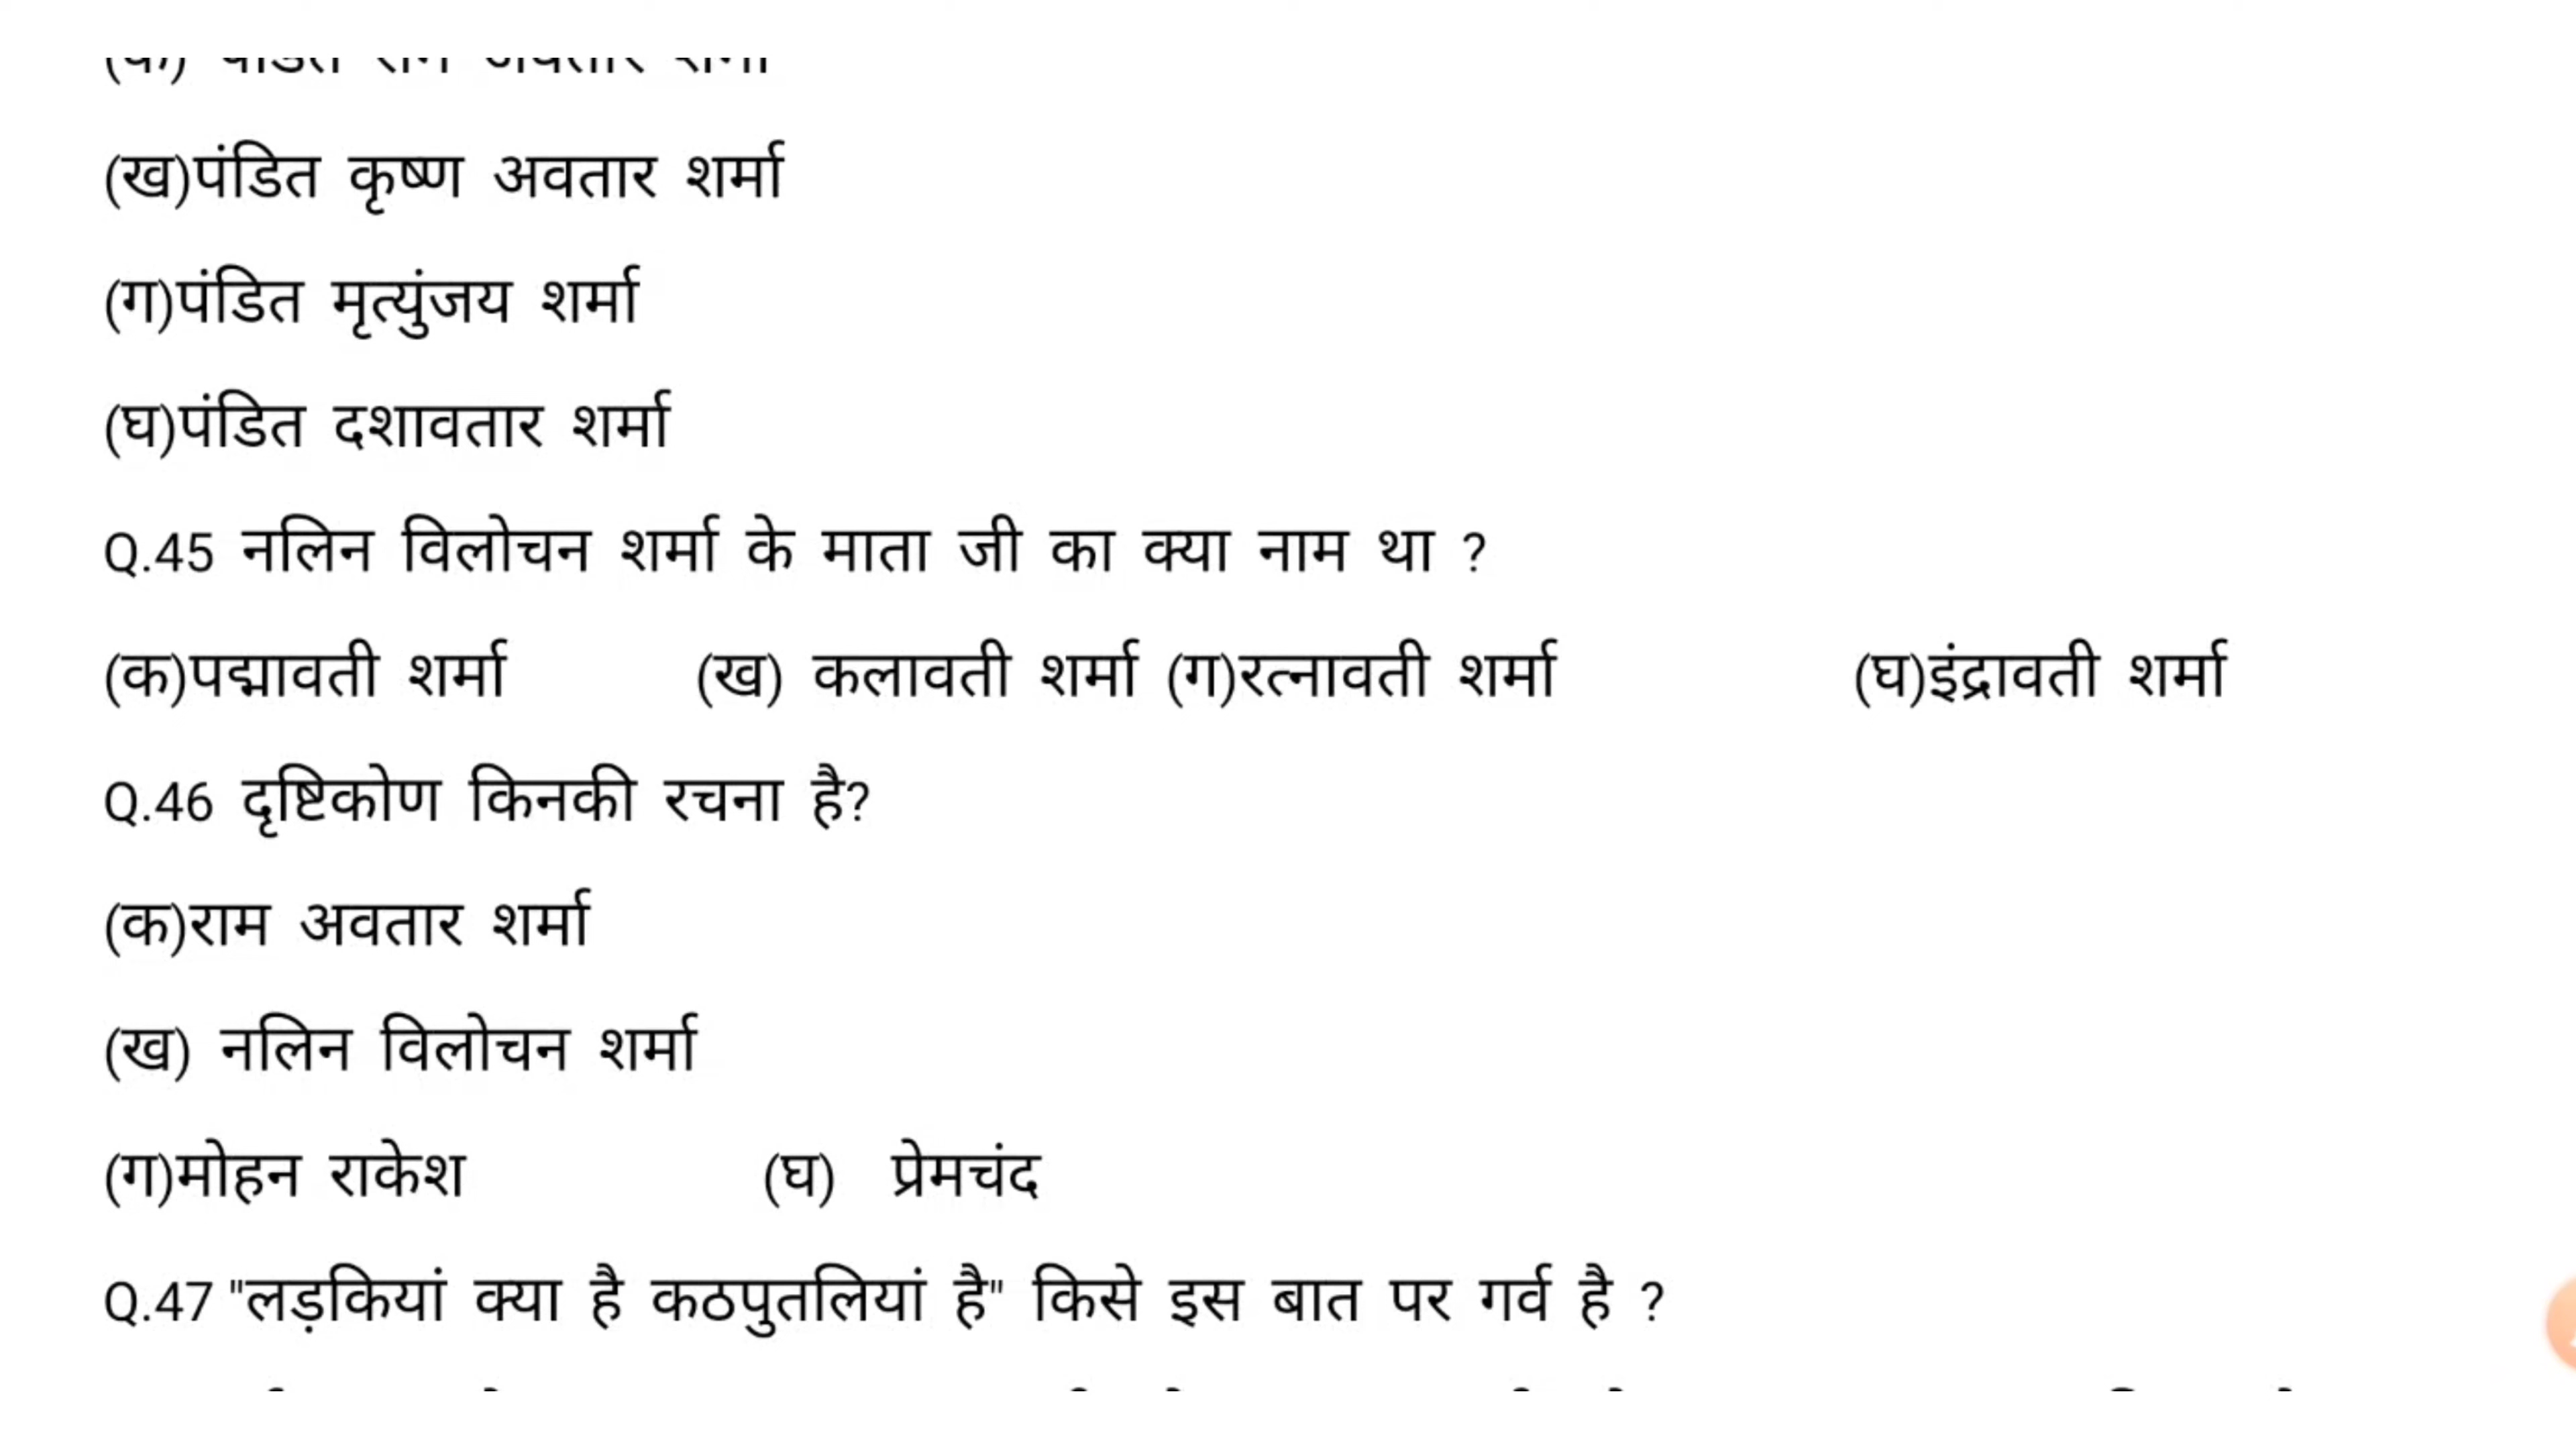 (ख)पंडित कृष्ण अवतार शर्मा
(ग)पंडित मृत्युंजय शर्मा
(घ)पंडित दशावतार शर्मा
Q.45 नलिन विलोचन शर्मा के माता जी का क्या नाम था ?
(क)पद्मावती शर्मा (ख) कलावती शर्मा (ग)रत्नावती शर्मा (घ)इंद्रावती शर्मा
Q.46 दृष्टिकोण किनकी रचना है?
(क)राम अवतार शर्मा
(ख) नलिन विलोचन शर्मा
(ग)मोहन राकेश (घ) प्रेमचंद
Q.47 "लड़कियां क्या है कठपुतलियां है" किसे इस बात पर गर्व है ?